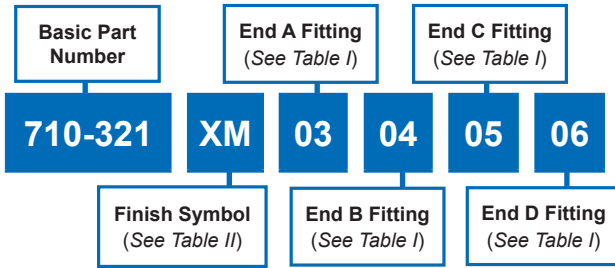 Basic Part
Number
End A Fitting
(See Table I)
End C Fitting
(See Table I)
710-321 XM 03 04 05 06
Finish Symbol
(See Table II)
End B Fitting
(See Table I)
End D Fitting
(See Table I)